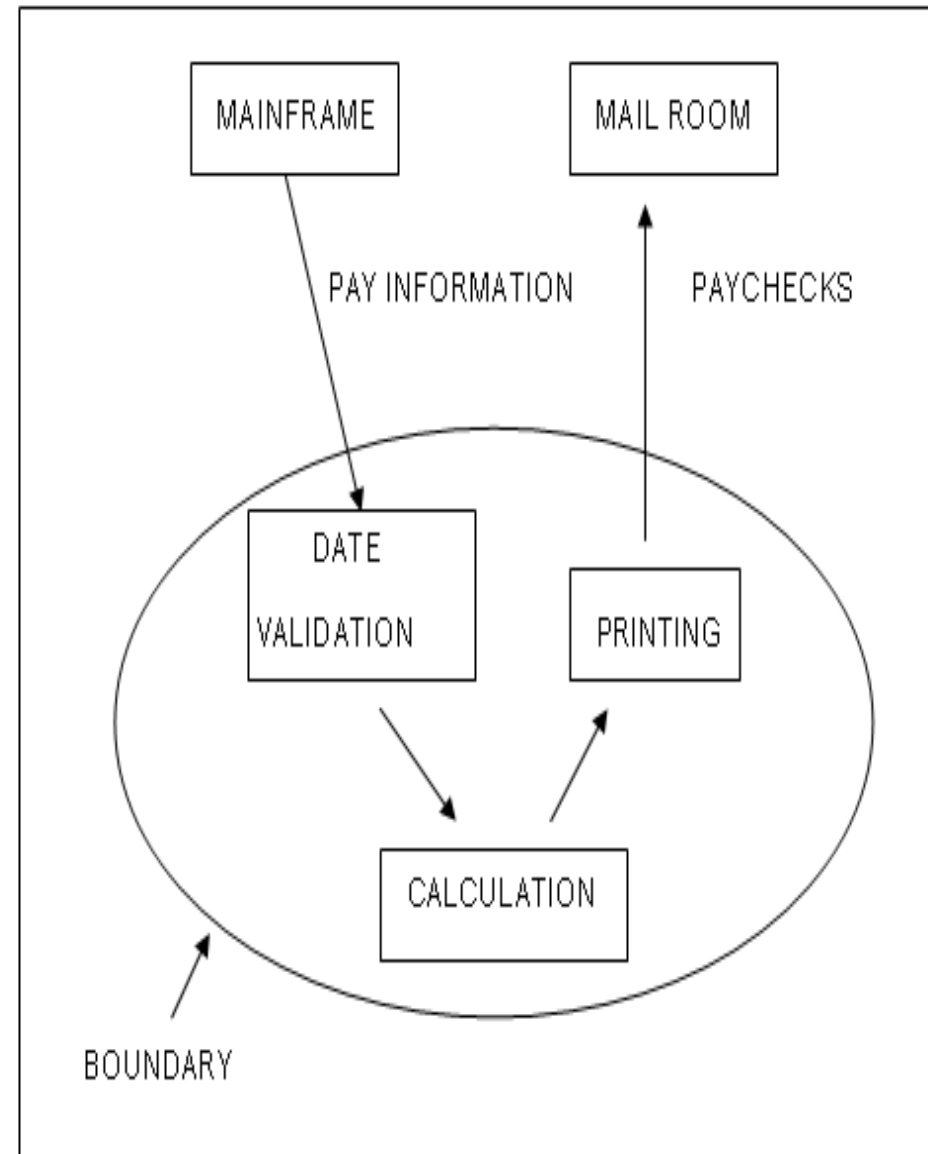 MAINFRAME
MAIL ROOM
PAY INFORMATION
PAYCHECKS
DATE
VALIDATION
PRINTING
CALCULATION
BOUNDARY